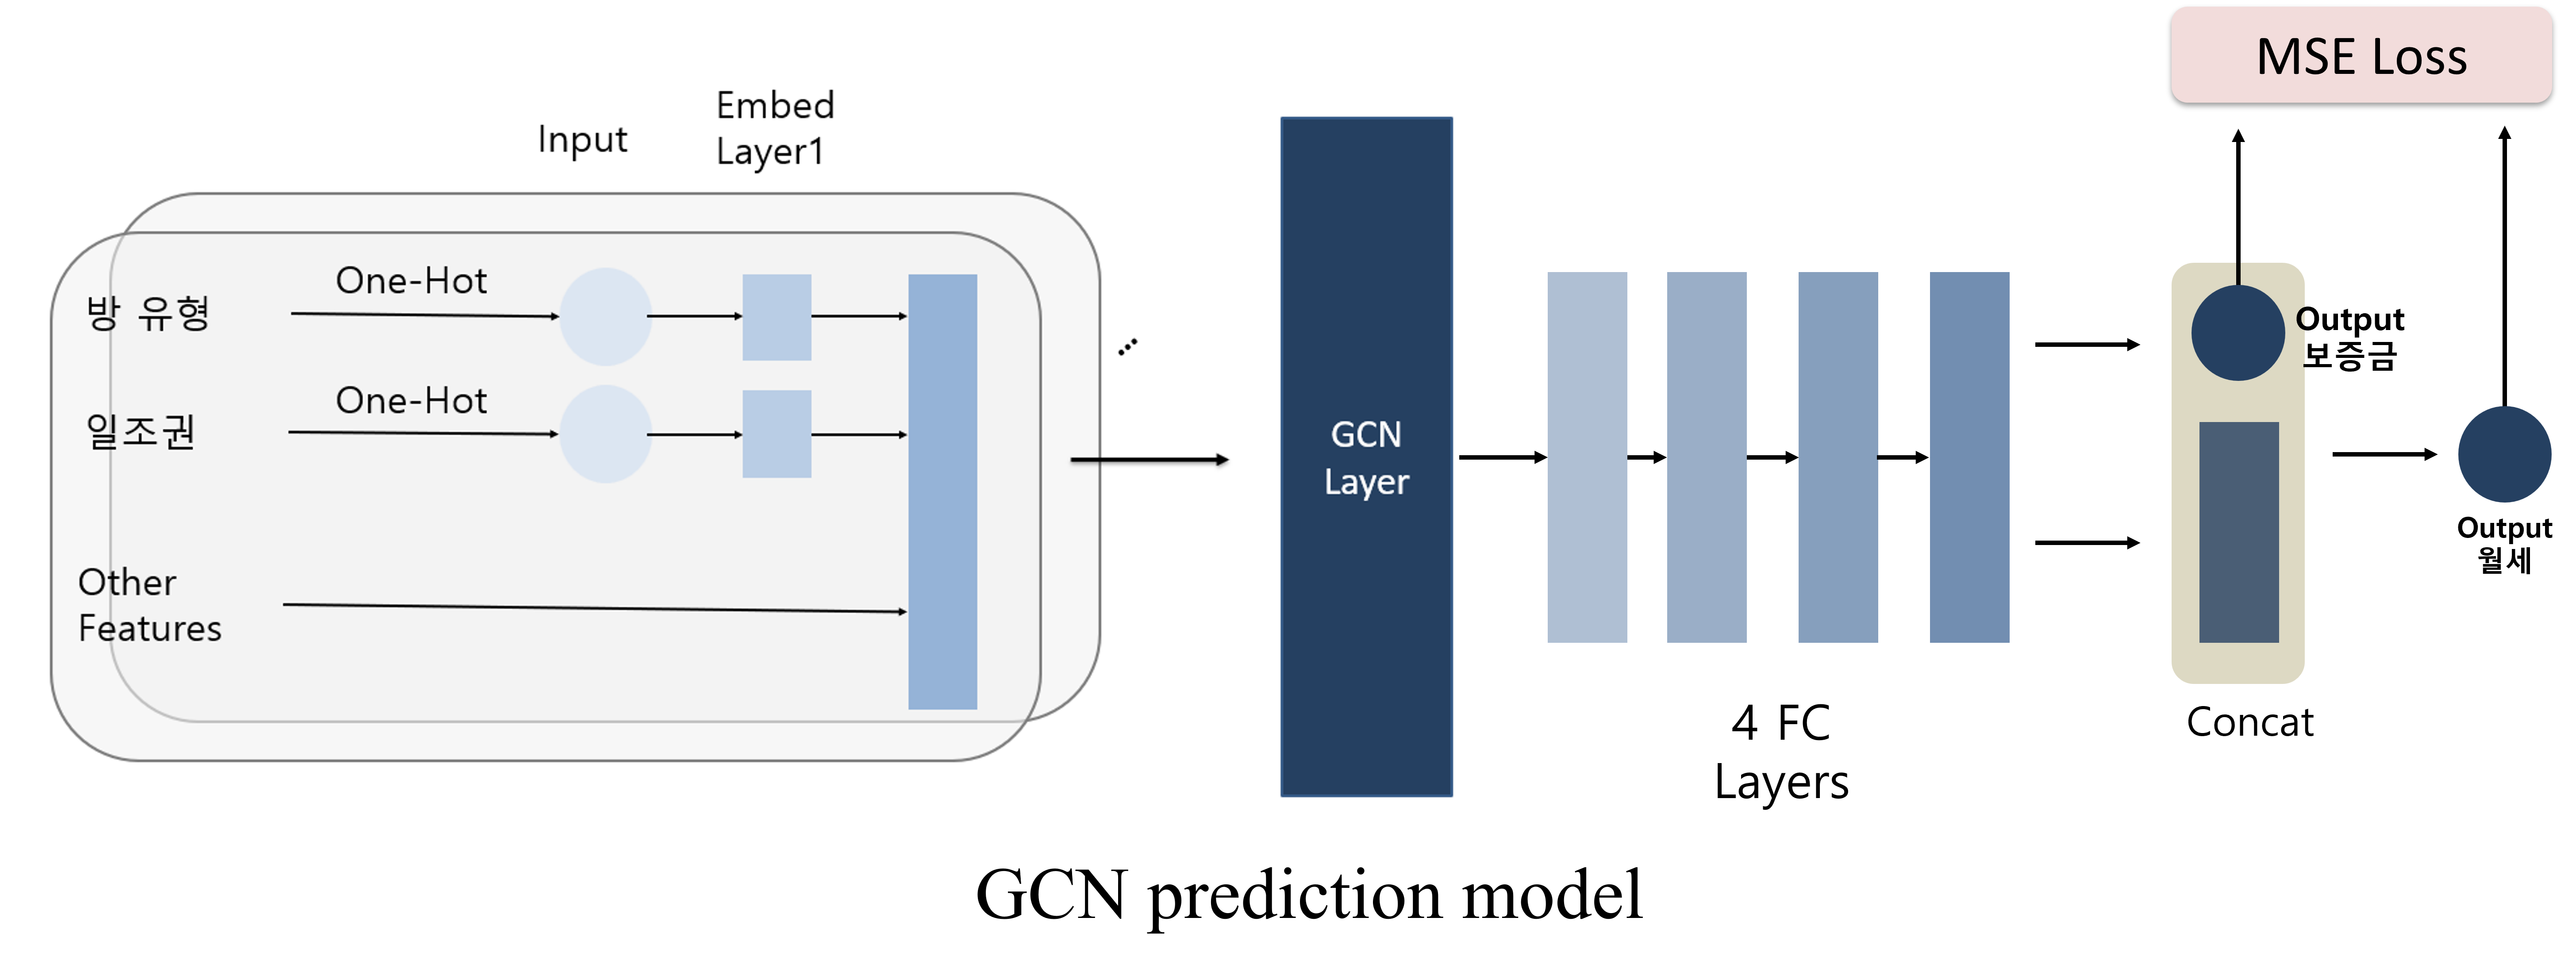 MSE Loss
Input
Embed
Layer1
방 유형
One-Hot
일조권
One-Hot
Other
Features
...
GCN
Layer
4 FC
Layers
Output
보증금
Concat
Output
월세
GCN prediction model